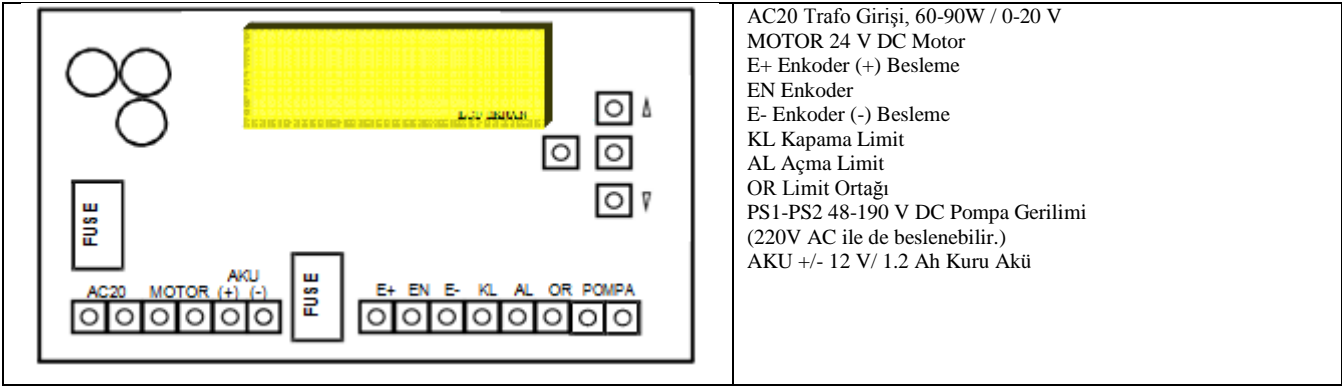 FUSE
FUSE
AKU
AC20 MOTOR (+) (-)
E+ EN E- KL AL OR POMPA
AC20 Trafo Girişi, 60-90W / 0-20 V
MOTOR 24 V DC Motor
E+ Enkoder (+) Besleme
EN Enkoder
E- Enkoder (-) Besleme
KL Kapama Limit
AL Açma Limit
OR Limit Ortağı
PS1-PS2 48-190 V DC Pompa Gerilimi
(220V AC ile de beslenebilir.)
AKU +/- 12 V/ 1.2 Ah Kuru Akü